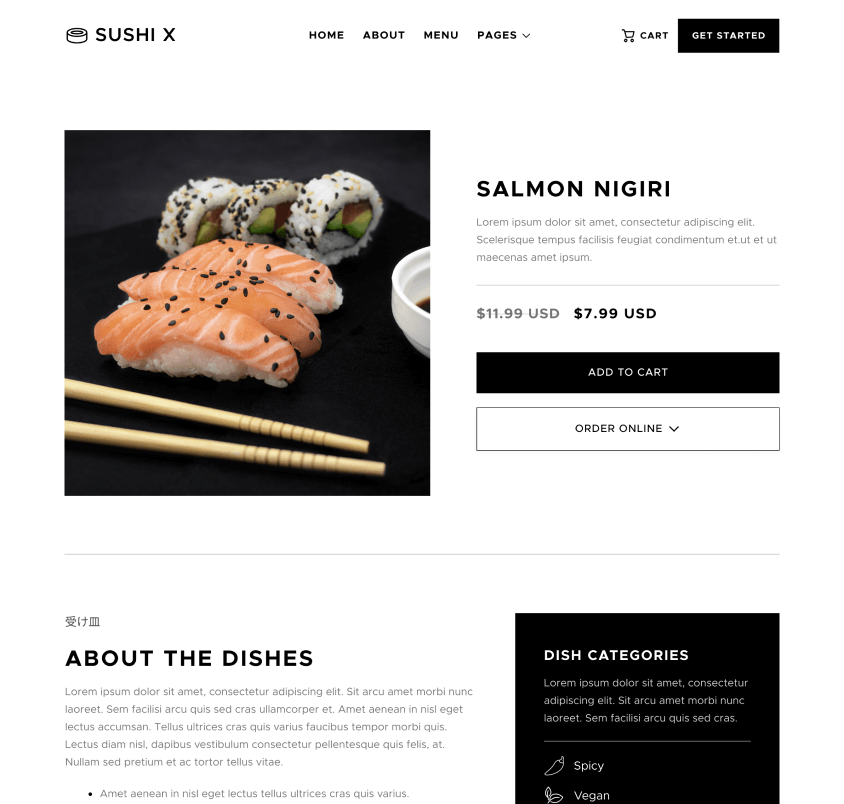 SUSHI X
HOME ABOUT MENU PAGES
CART GET STARTED
SALMON NIGIRI
Lorem ipsum dolor sit amet, consectetur adipiscing elit.
Scelerisque tempus facilisis feugiat condimentum et.ut et ut
maecenas amet ipsum.
$11.99 USD $7.99 USD
ADD TO CART
ORDER ONLINE
受け皿
ABOUT THE DISHES
Lorem ipsum dolor sit amet, consectetur adipiscing elit. Sit arcu amet morbi nunc
laoreet. Sem facilisi arcu quis sed cras ullamcorper et. Amet aenean in nisl eget
lectus accumsan. Tellus ultrices cras quis varius faucibus tempor morbi quis.
Lectus diam nisl, dapibus vestibulum consectetur pellentesque quis felis, at.
Nullam sed pretium et ac tortor tellus vitae.
Amet aenean in nisl eget lectus tellus ultrices cras quis varius.
DISH CATEGORIES
Lorem ipsum dolor sit amet, consectetur
adipiscing elit. Sit arcu amet morbi nunc
laoreet. Sem facilisi arcu quis sed cras.
Spicy
Vegan